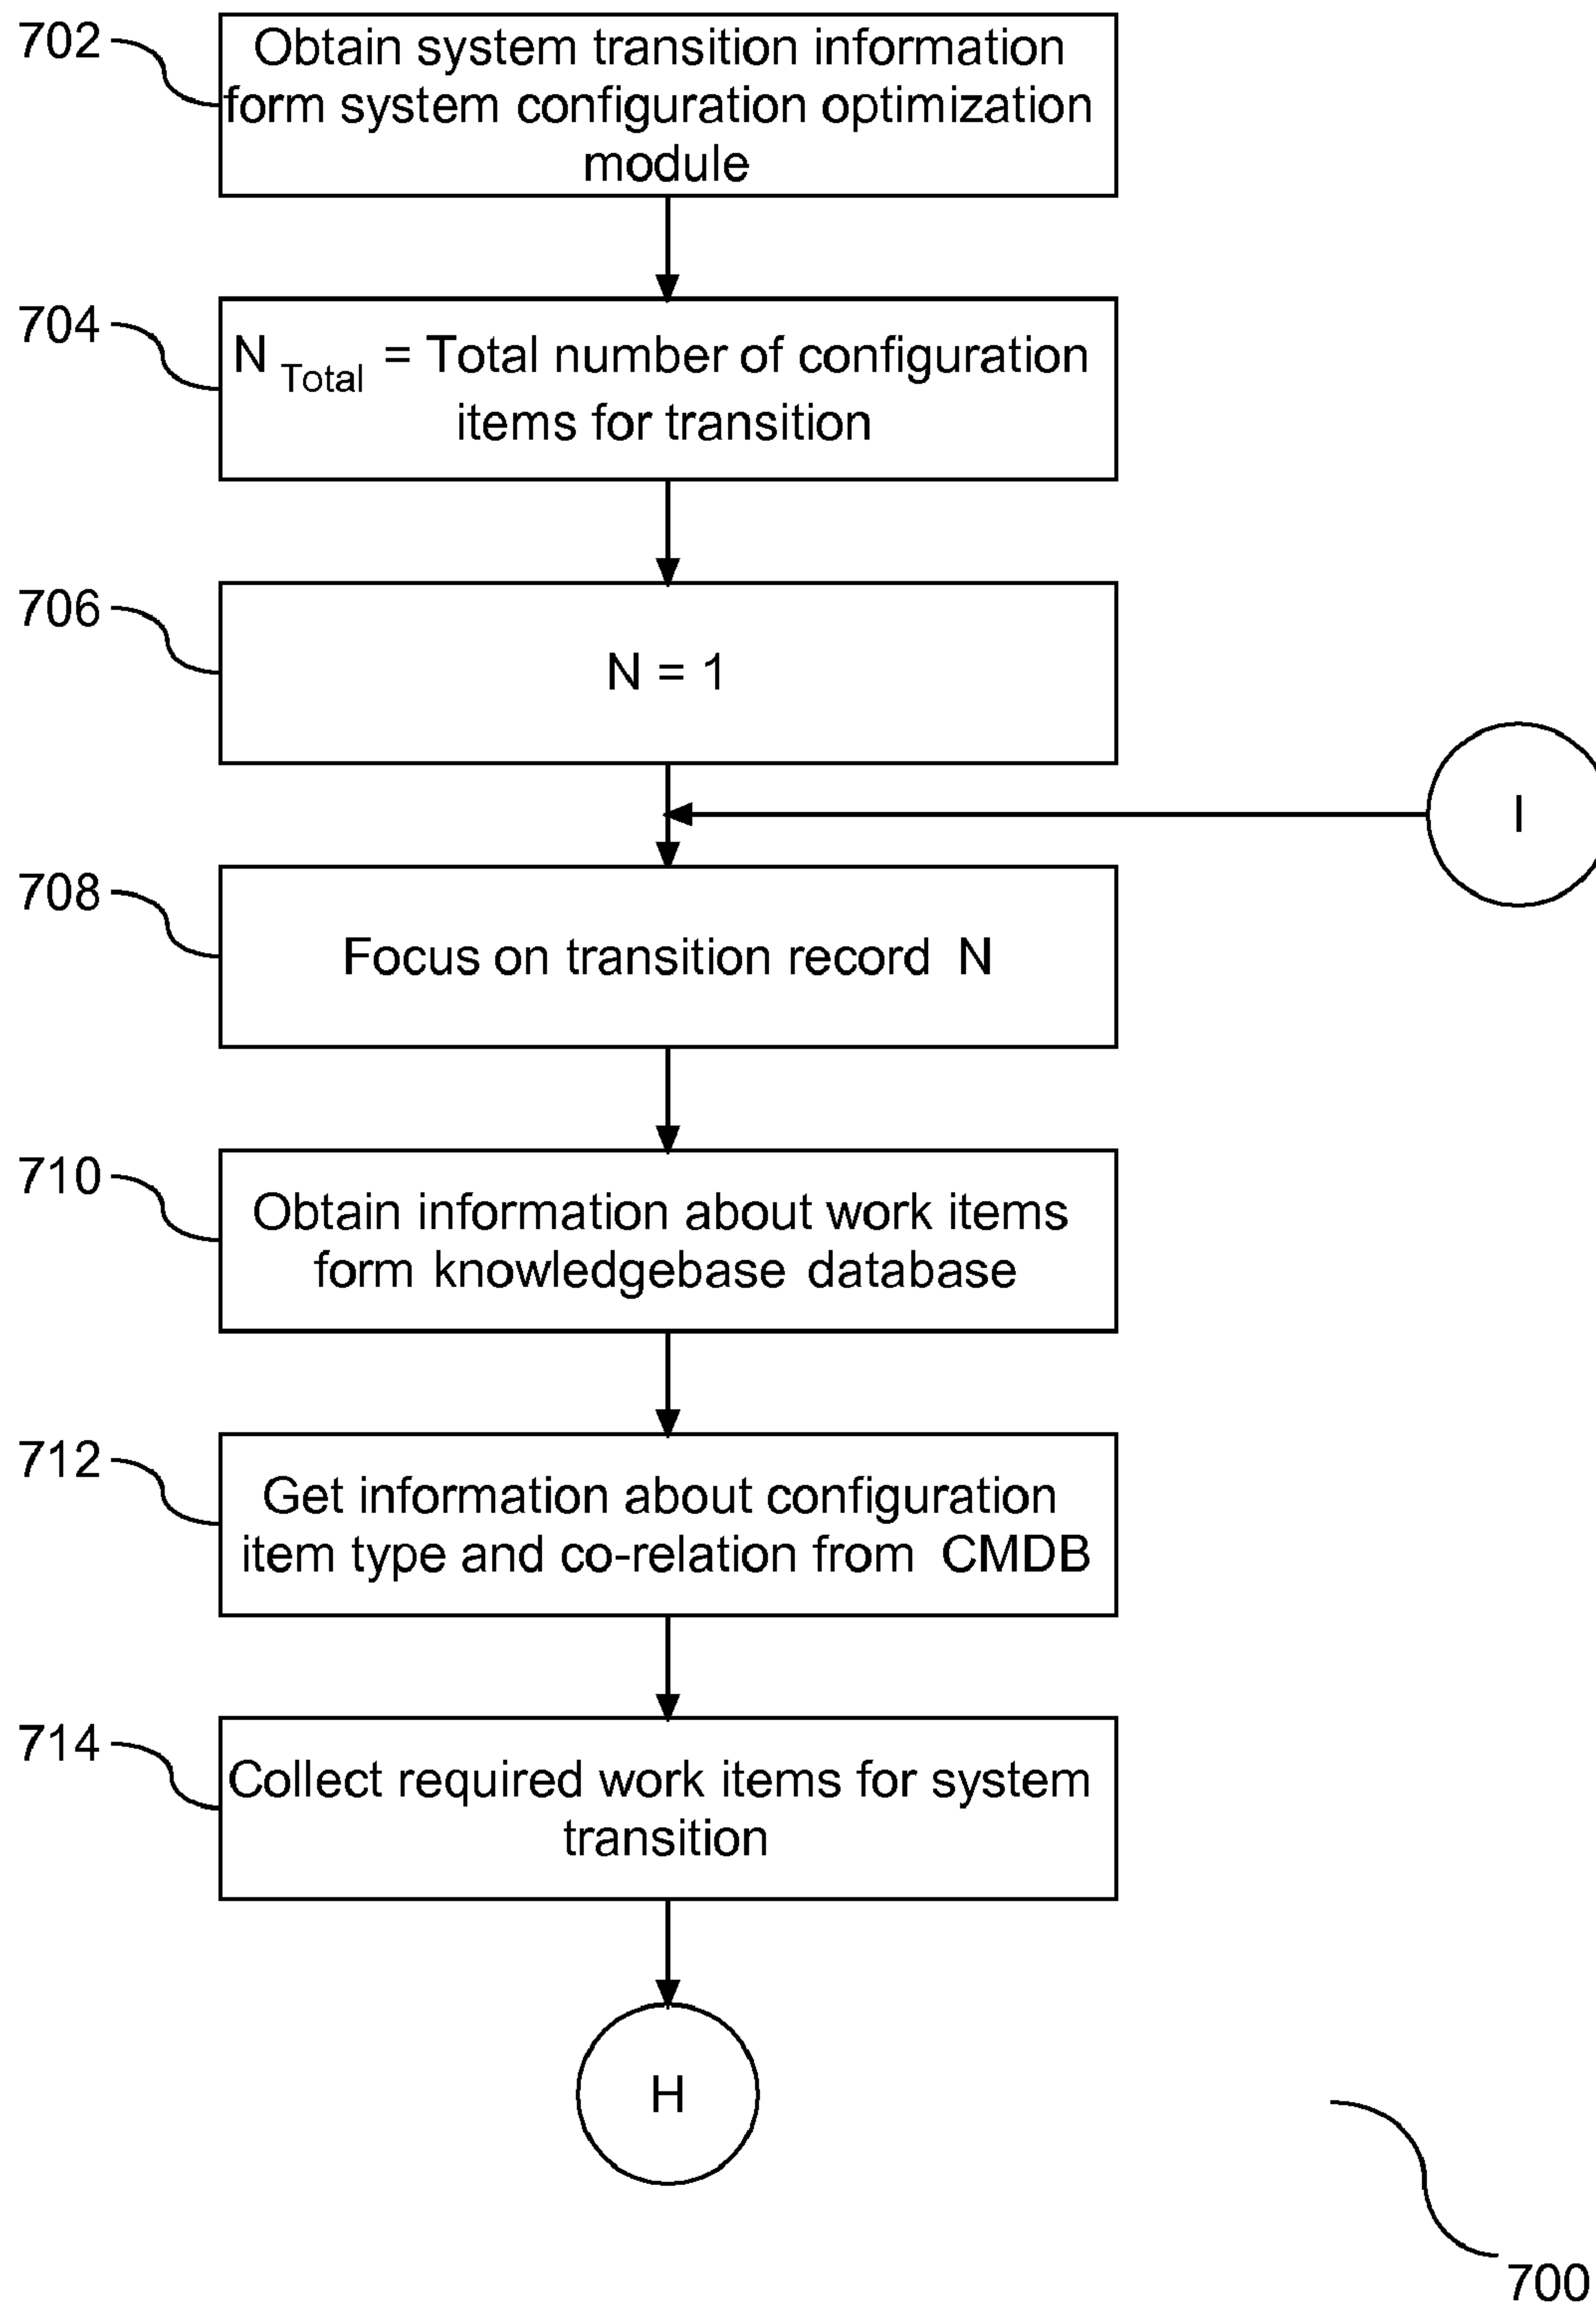 702
Obtain system transition information
form system configuration optimization
module
704
N Total = Total number of configuration
items for transition
706
N = 1
I
708
Focus on transition record N
710
Obtain information about work items
form knowledgebase database
712
Get information about configuration
item type and co-relation from CMDB
714
Collect required work items for system
transition
H
700